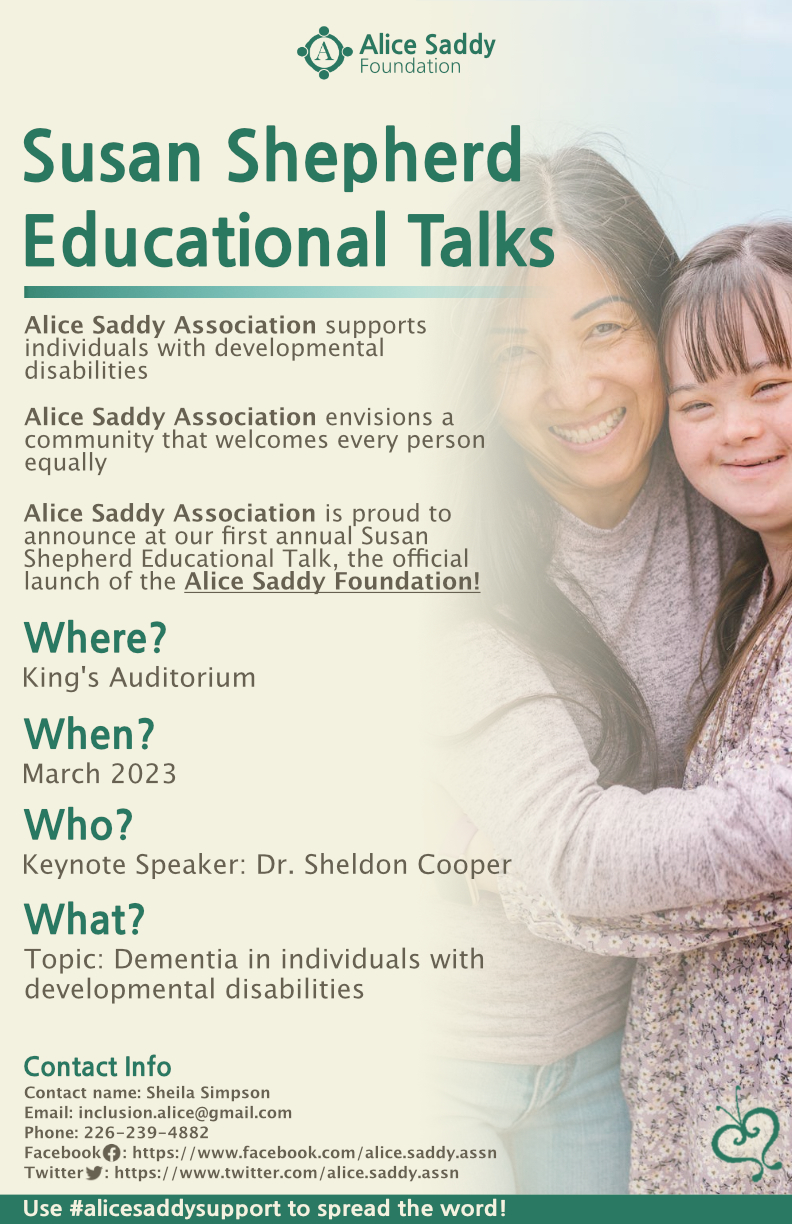 A
Alice Saddy
Foundation
Susan Shepherd
Educational Talks
Alice Saddy Association supports
individuals with developmental
disabilities
Alice Saddy Association envisions a
community that welcomes every person
equally
Alice Saddy Association is proud to
announce at our first annual Susan
Shepherd Educational Talk, the official
launch of the Alice Saddy Foundation!
Where?
King's Auditorium
When?
March 2023
Who?
Keynote Speaker: Dr. Sheldon Cooper
What?
Topic: Dementia in individuals with
developmental disabilities
Contact Info
Contact name: Sheila Simpson
Email: inclusion.alice@gmail.com
Phone: 226-239-4882
Facebook: https://www.facebook.com/alice.saddy.assn
Twitter: https://www.twitter.com/alice.saddy.assn
Use #alicesaddysupport to spread the word!